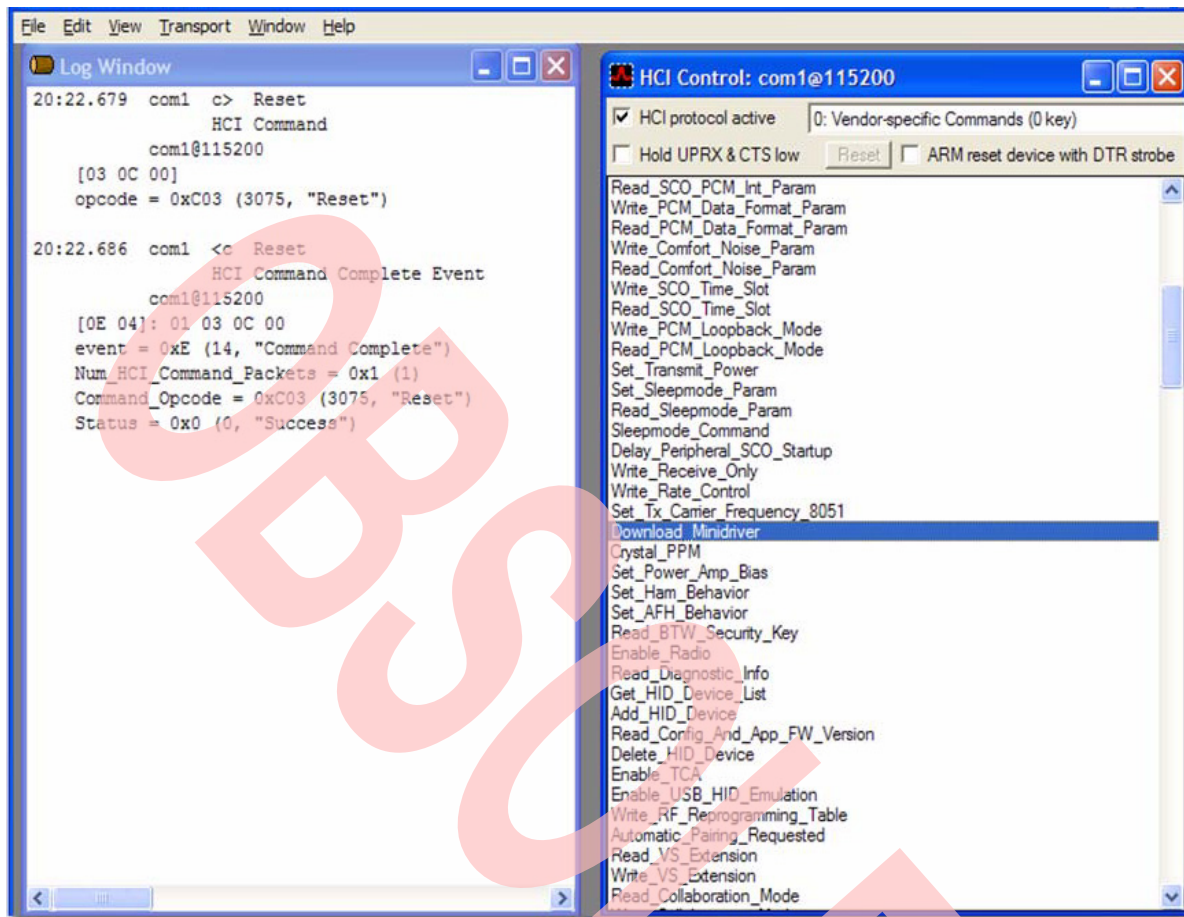 File Edit View Transport Window Help
Log Window
20:22.679 com1 c> Reset
HCI Command
com1@115200
[03 0C 00]
opcode = 0xC03 (3075, "Reset")
20:22.686 com1 <c Reset
HCI Command Complete Event
com1@115200
[0E 04]: 01 03 0C 00
event = 0xE (14, "Command Complete")
Num_HCI_Command_Packets = 0x1 (1)
Command_Opcode = 0xC03 (3075, "Reset")
Status = 0x0 (0, "Success")
HCI Control: com1@115200
HCI protocol active 0: Vendor-specific Commands (0 key)
Hold UPRX & CTS low Reset ARM reset device with DTR strobe
Read_SCO_PCM_Int_Param
Write_PCM_Data_Format_Param
Read_PCM_Data_Format_Param
Write_Comfort_Noise_Param
Read_Comfort_Noise_Param
Write_SCO_Time_Slot
Read_SCO_Time_Slot
Write_PCM_Loopback_Mode
Read_PCM_Loopback_Mode
Set_Transmit_Power
Set_Sleepmode_Param
Read_Sleepmode_Param
Sleepmode_Command
Delay_Peripheral_SCO_Startup
Write_Receive_Only
Write_Rate_Control
Set_Tx_Carrier_Frequency_8051
Download_Minidriver
Crystal_PPM
Set_Power_Amp_Bias
Set_Ham_Behavior
Set_AFH_Behavior
Read_BTW_Security_Key
Enable_Radio
Read_Diagnostic_Info
Get_HID_Device_List
Add_HID_Device
Read_Config_And_App_FW_Version
Delete_HID_Device
Enable_TCA
Enable_USB_HID_Emulation
Write_RF_Reprogramming_Table
Automatic_Pairing_Requested
Read_VS_Extension
Write_VS_Extension
Read_Collaboration_Mode
OBSOL